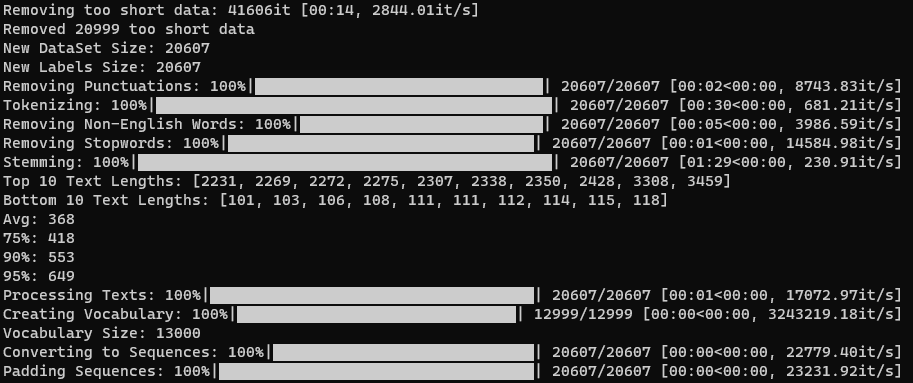 Removing too short data: 41606it [00:14, 2844.01it/s]
Removed 20999 too short data
New DataSet Size: 20607
New Labels Size: 20607
Removing Punctuations: 100%| | 20607/20607 [00:02<00:00, 8743.83it/s]
Tokenizing: 100%| | 20607/20607 [00:30<00:00, 681.21it/s]
Removing Non-English Words: 100%| | 20607/20607 [00:05<00:00, 3986.59it/s]
Removing Stopwords: 100%| | 20607/20607 [00:01<00:00, 14584.98it/s]
Stemming: 100%| | 20607/20607 [01:29<00:00, 230.91it/s]
Top 10 Text Lengths: [2231, 2269, 2272, 2275, 2307, 2338, 2350, 2428, 3308, 3459]
Bottom 10 Text Lengths: [101, 103, 106, 108, 111, 111, 112, 114, 115, 118]
Avg: 368
75%: 418
90%: 553
95%: 649
Processing Texts: 100%| | 20607/20607 [00:01<00:00, 17072.97it/s]
Creating Vocabulary: 100%| | 12999/12999 [00:00<00:00, 3243219.18it/s]
Vocabulary Size: 13000
Converting to Sequences: 100%| | 20607/20607 [00:00<00:00, 22779.40it/s]
Padding Sequences: 100%| | 20607/20607 [00:00<00:00, 23231.92it/s]